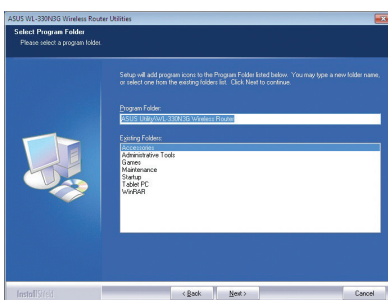 ASUS WL-330N3G Wireless Router Utilities
Select Program Folder
Please select a program folder.
Setup will add program icons to the Program Folder listed below. You may type a new folder name,
or select one from the existing folders list. Click Next to continue.
Program Folder:
ASUS Utility\WL-330N3G Wireless Router
Existing Folders:
Accessories
Administrative Tools
Games
Maintenance
Startup
Tablet PC
WinRAR
InstallShield
< Back
Next >
Cancel